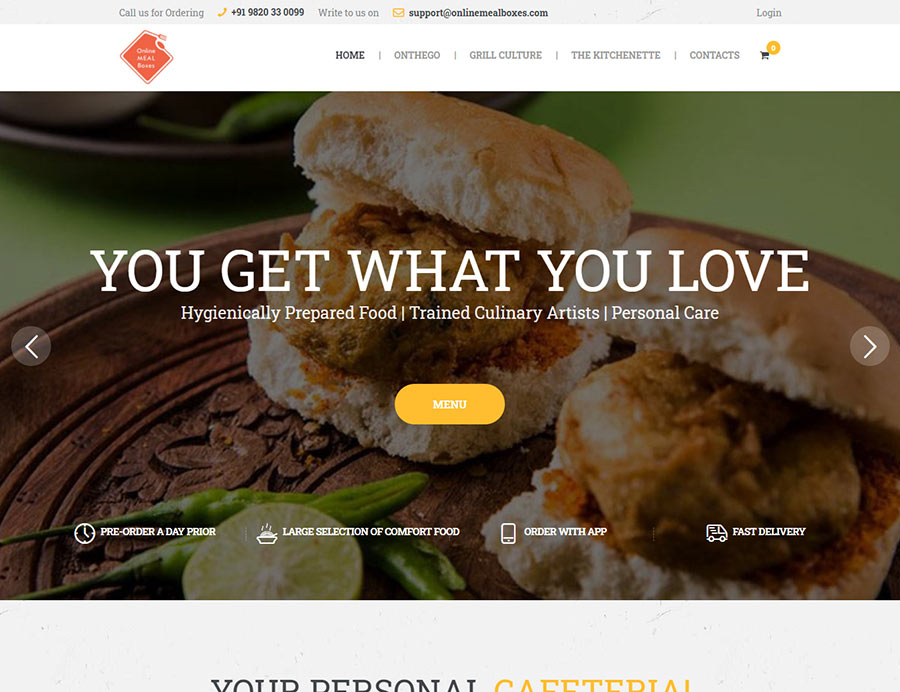 Call us for Ordering +91 9820 33 0099 Write to us on support@onlinemealboxes.com Login
Online
MEAL
Boxes
HOME | ONTHEGO | GRILL CULTURE | THE KITCHENETTE | CONTACTS 0
YOU GET WHAT YOU LOVE
Hygienically Prepared Food | Trained Culinary Artists | Personal Care
MENU
PRE-ORDER A DAY PRIOR LARGE SELECTION OF COMFORT FOOD ORDER WITH APP FAST DELIVERY
YOUR PERSONAL CAFETERIA!